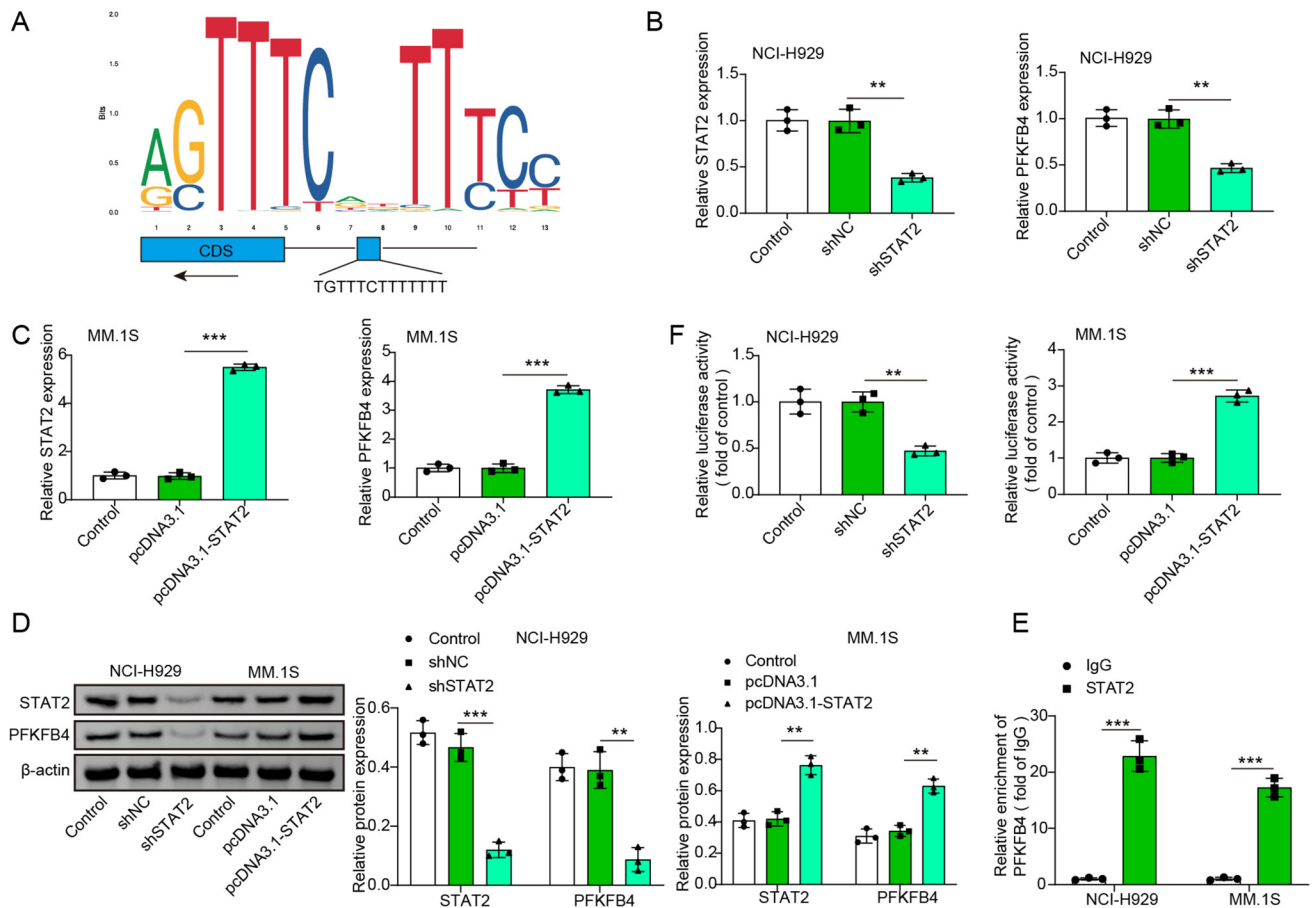 A
2.0
1.5
1.0
0.5
0.0
Bits
1 2 3 4 5 6 7 8 9 10 11 12 13
CDS
TGTTTCTTTTTTT
B
NCI-H929
Relative STAT2 expression
1.5
1.0
0.5
0.0
**
Control
shNC
shSTAT2
NCI-H929
Relative PFKFB4 expression
1.5
1.0
0.5
0.0
**
Control
shNC
shSTAT2
C
MM.1S
Relative STAT2 expression
6
4
2
0
***
Control
pcDNA3.1
pcDNA3.1-STAT2
MM.1S
Relative PFKFB4 expression
5
4
3
2
1
0
***
Control
pcDNA3.1
pcDNA3.1-STAT2
F
NCI-H929
Relative luciferase activity
( fold of control )
1.5
1.0
0.5
0.0
**
Control
shNC
shSTAT2
MM.1S
Relative luciferase activity
( fold of control )
4
3
2
1
0
***
Control
pcDNA3.1
pcDNA3.1-STAT2
D
NCI-H929 MM.1S
STAT2
PFKFB4
β-actin
Control
shNC
shSTAT2
Control
pcDNA3.1
pcDNA3.1-STAT2
NCI-H929
Control
shNC
shSTAT2
Relative protein expression
0.6
0.4
0.2
0.0
***
**
STAT2 PFKFB4
MM.1S
Control
pcDNA3.1
pcDNA3.1-STAT2
Relative protein expression
1.0
0.8
0.6
0.4
0.2
0.0
**
**
STAT2 PFKFB4
E
IgG
STAT2
Relative enrichment of
PFKFB4 ( fold of IgG )
30
20
10
0
***
***
NCI-H929 MM.1S